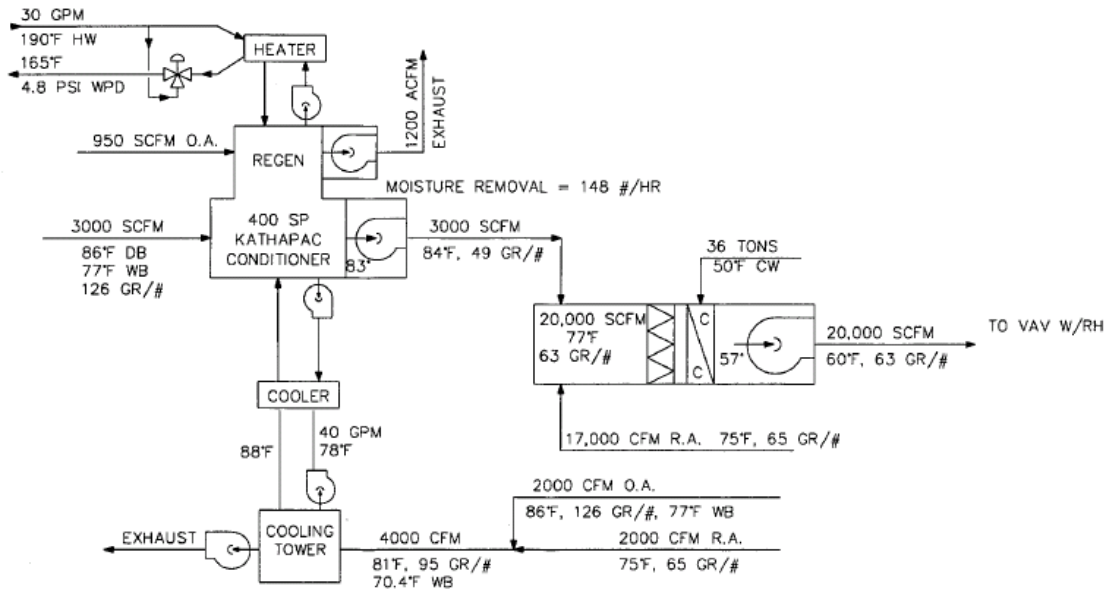 30 GPM
190°F HW
165°F
4.8 PSI WPD
HEATER
1200 ACFM
EXHAUST
950 SCFM O.A.
REGEN
MOISTURE REMOVAL = 148 #/HR
3000 SCFM
86°F DB
77°F WB
126 GR/#
400 SP
KATHAPAC
CONDITIONER
83°
3000 SCFM
84°F, 49 GR/#
36 TONS
50°F CW
20,000 SCFM
77°F
63 GR/#
C
C
57°
20,000 SCFM
60°F, 63 GR/#
TO VAV W/RH
17,000 CFM R.A. 75°F, 65 GR/#
COOLER
88°F
40 GPM
78°F
2000 CFM O.A.
86°F, 126 GR/#, 77°F WB
EXHAUST
COOLING
TOWER
4000 CFM
81°F, 95 GR/#
70.4°F WB
2000 CFM R.A.
75°F, 65 GR/#